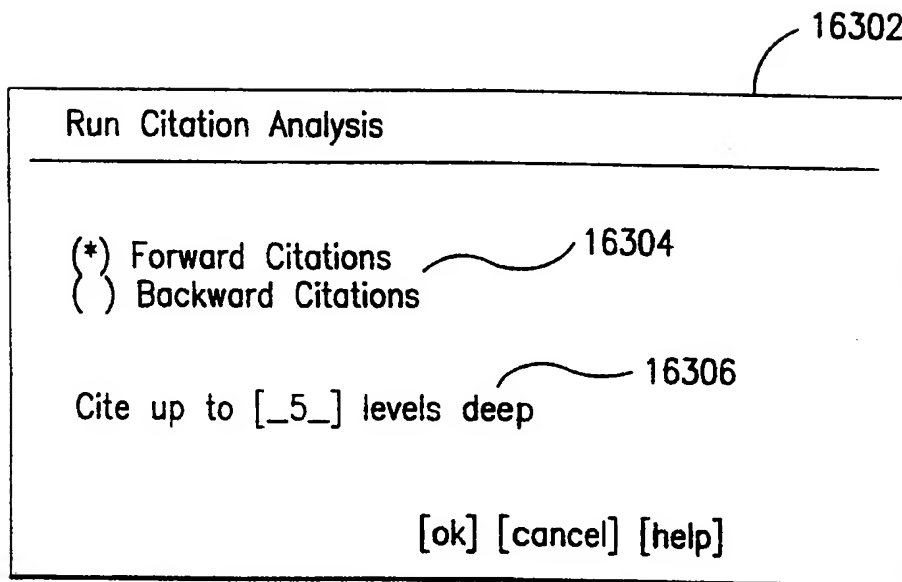 16302
Run Citation Analysis
(*) Forward Citations
16304
( ) Backward Citations
16306
Cite up to [_5_] levels deep
[ok] [cancel] [help]